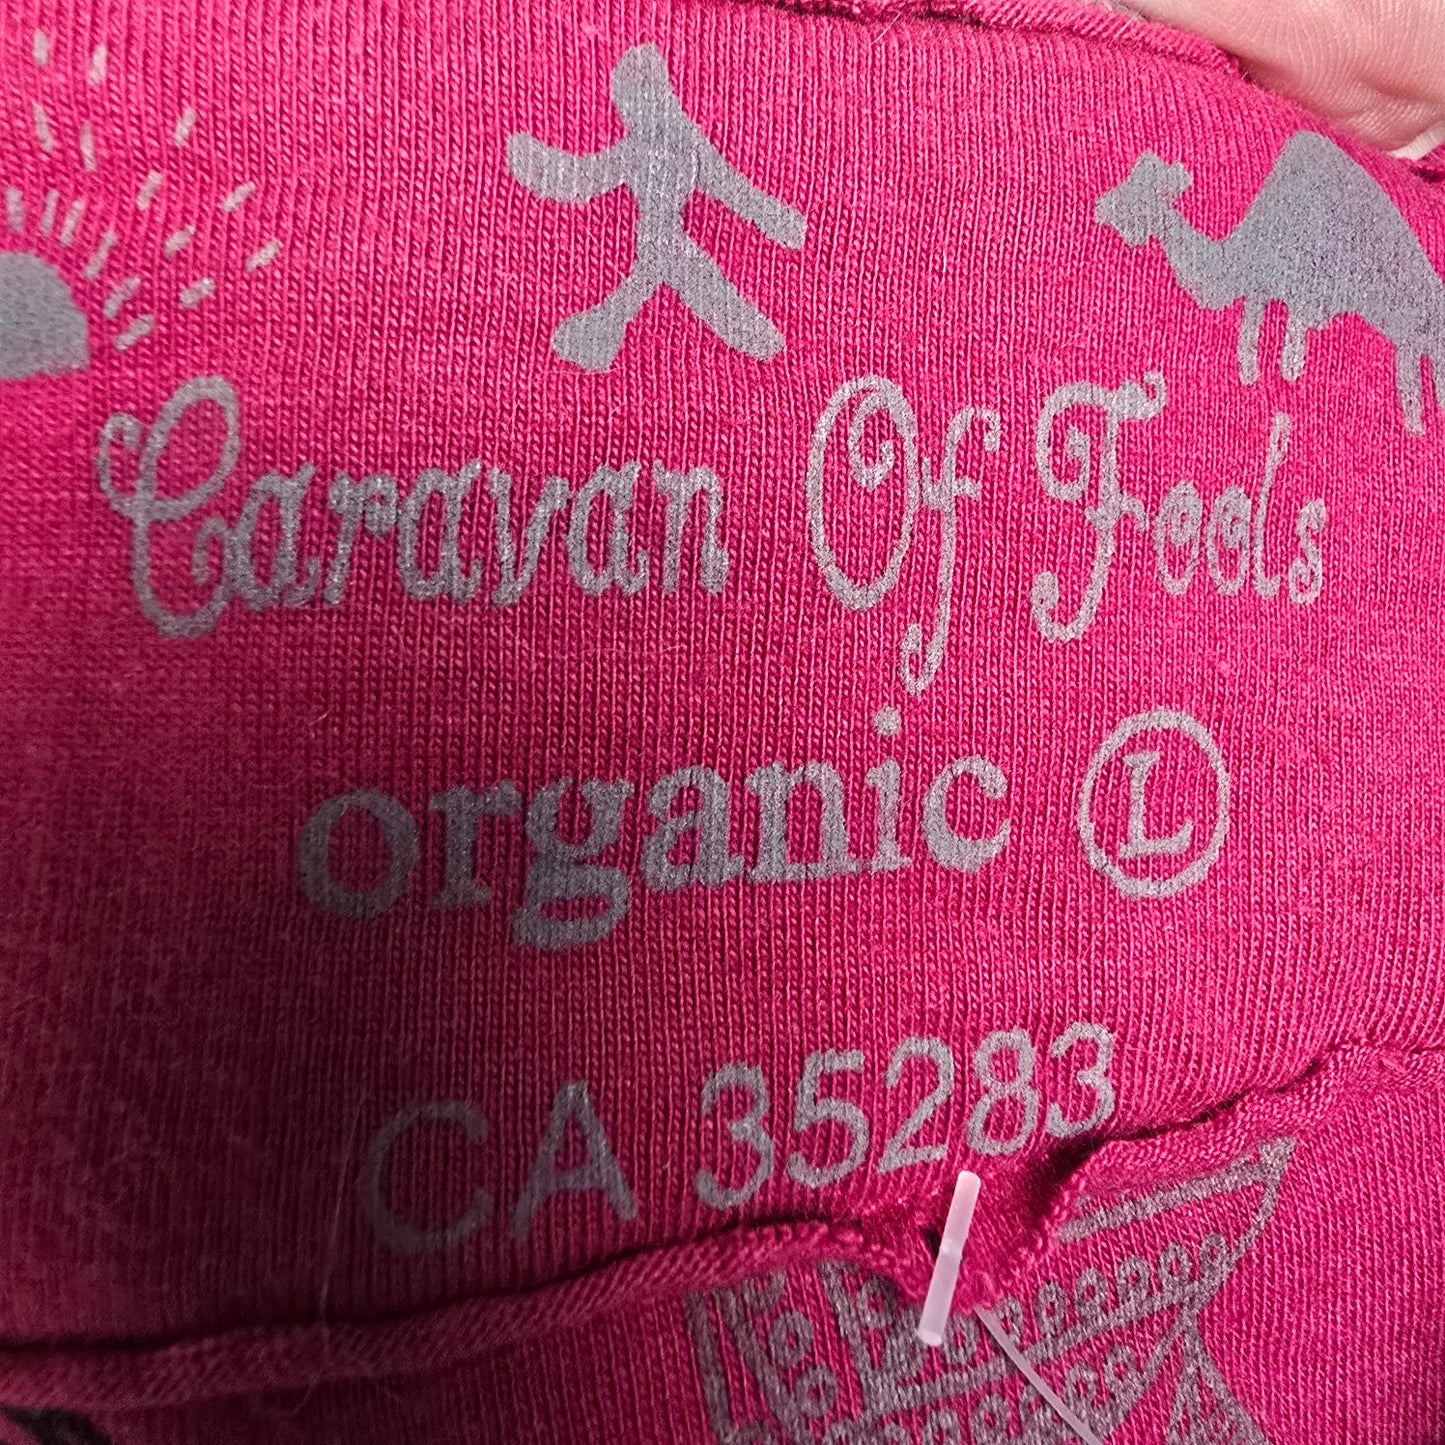 Caravan Of Fools
organic Ⓛ
CA 35283